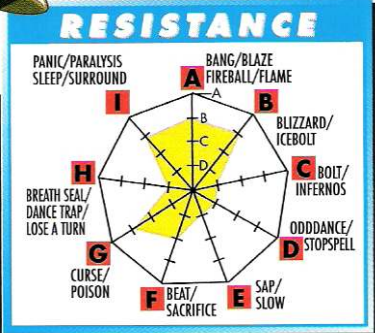 RESISTANCE
PANIC/PARALYSIS
SLEEP/SURROUND
I
A
BANG/BLAZE
FIREBALL/FLAME
A
B
C
D
B
BLIZZARD/
ICEBOLT
C
BOLT/
INFERNOS
D
ODDDANCE/
STOPSPELL
E
SAP/
SLOW
F
BEAT/
SACRIFICE
G
CURSE/
POISON
H
BREATH SEAL/
DANCE TRAP/
LOSE A TURN